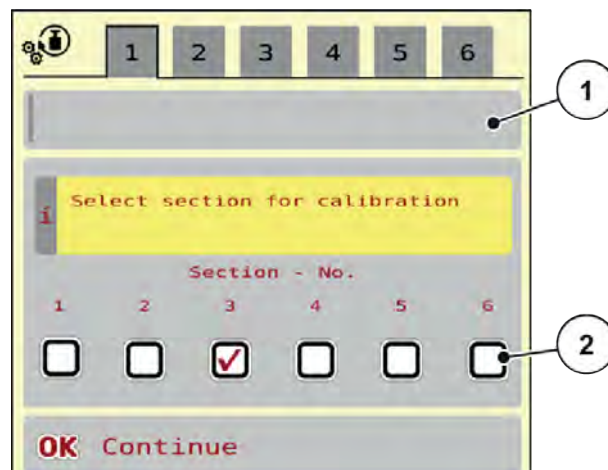 1 2 3 4 5 6
1
i Select section for calibration
Section - No.
1 2 3 4 5 6
2
OK Continue